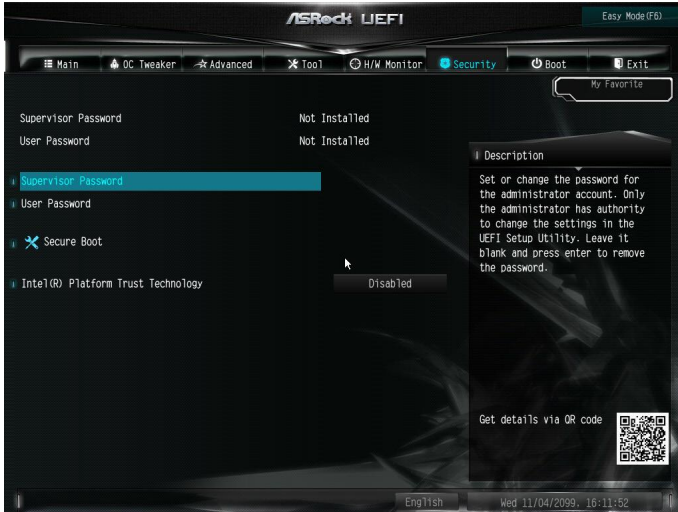 ASRock UEFI
Easy Mode(F6)
Main
OC Tweaker
Advanced
Tool
H/W Monitor
Security
Boot
Exit
My Favorite
Supervisor Password Not Installed
User Password Not Installed
Description
Supervisor Password
User Password
Secure Boot
Intel(R) Platform Trust Technology Disabled
Set or change the password for
the administrator account. Only
the administrator has authority
to change the settings in the
UEFI Setup Utility. Leave it
blank and press enter to remove
the password.
Get details via QR code
English
Wed 11/04/2099. 16:11:52